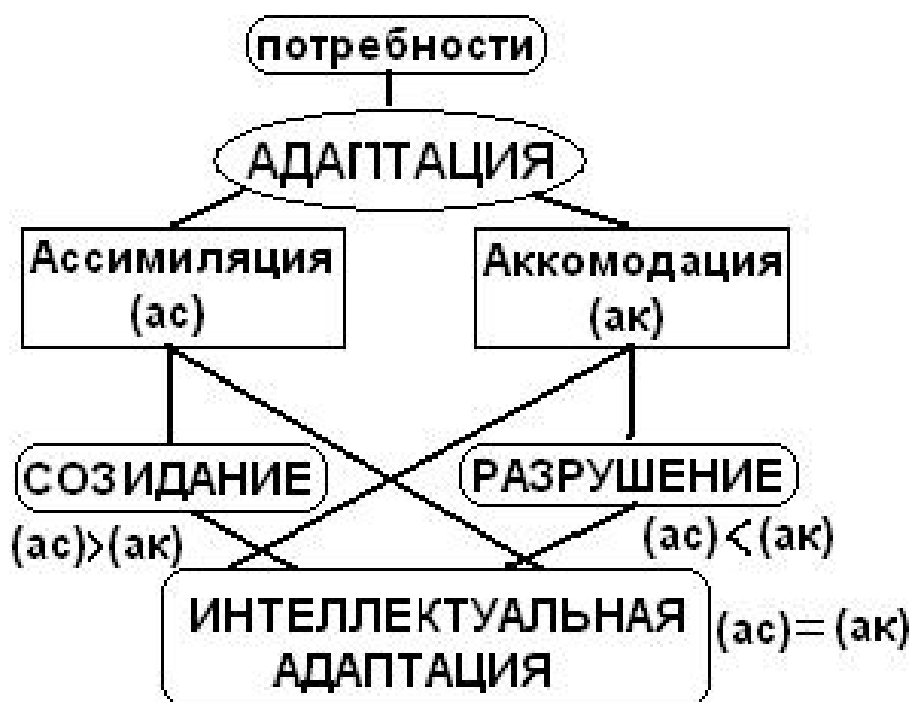 потребности
АДАПТАЦИЯ
Ассимиляция
(ас)
Аккомодация
(ак)
СОЗИДАНИЕ
РАЗРУШЕНИЕ
(ас)>(ак)
(ас)<(ак)
ИНТЕЛЛЕКТУАЛЬНАЯ
АДАПТАЦИЯ
(ас)=(ак)